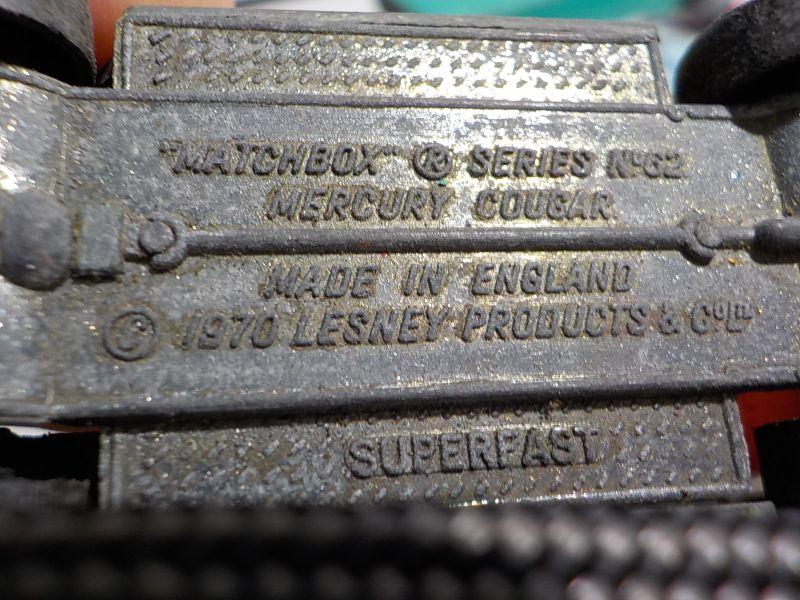 "MATCHBOX" ® SERIES Nº62
MERCURY COUGAR
MADE IN ENGLAND
© 1970 LESNEY PRODUCTS & Cº Ltd
SUPERFAST